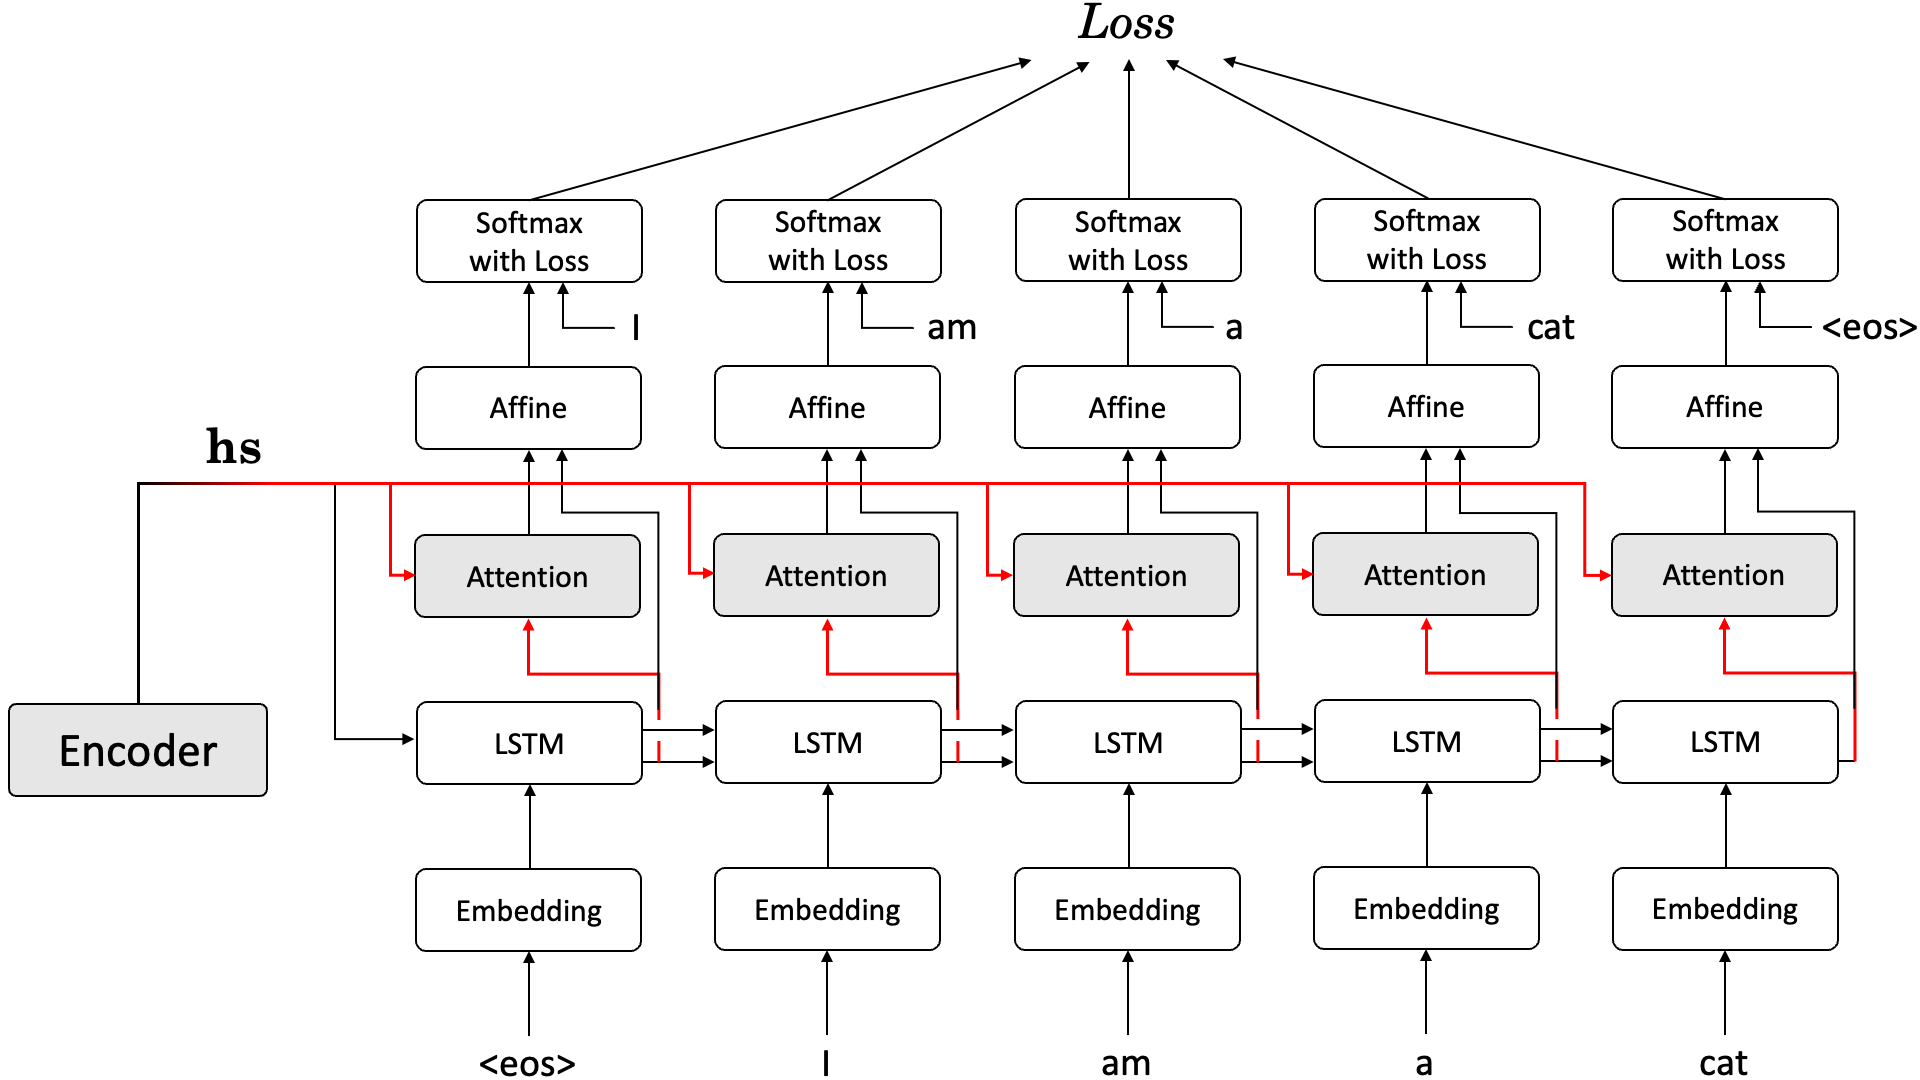 Loss
Softmax
with Loss
Softmax
with Loss
Softmax
with Loss
Softmax
with Loss
Softmax
with Loss
I
am
a
cat
<eos>
Affine
Affine
Affine
Affine
Affine
hs
Attention
Attention
Attention
Attention
Attention
Encoder
LSTM
LSTM
LSTM
LSTM
LSTM
Embedding
Embedding
Embedding
Embedding
Embedding
<eos>
I
am
a
cat